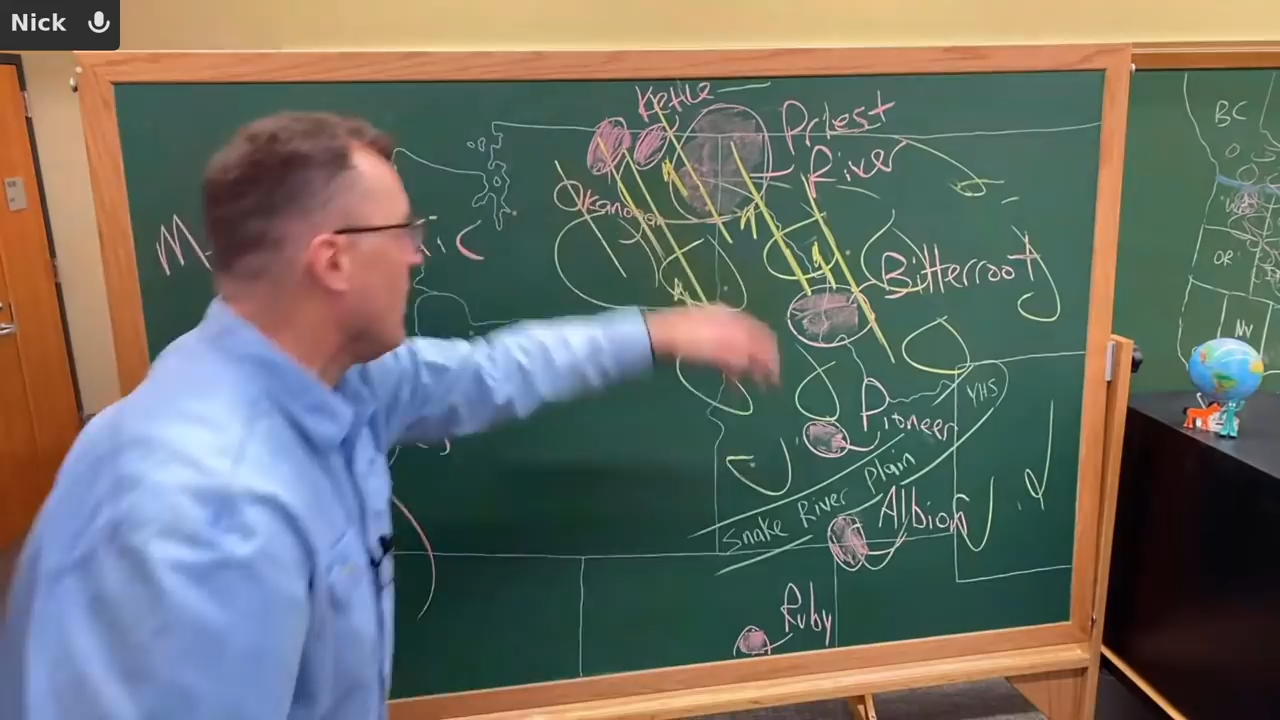 Nick
Kettle
Priest
River
BC
Okanogan
Bitterroot
OR
NV
YHS
Pioneer
Snake River Plain
Albion
Ruby